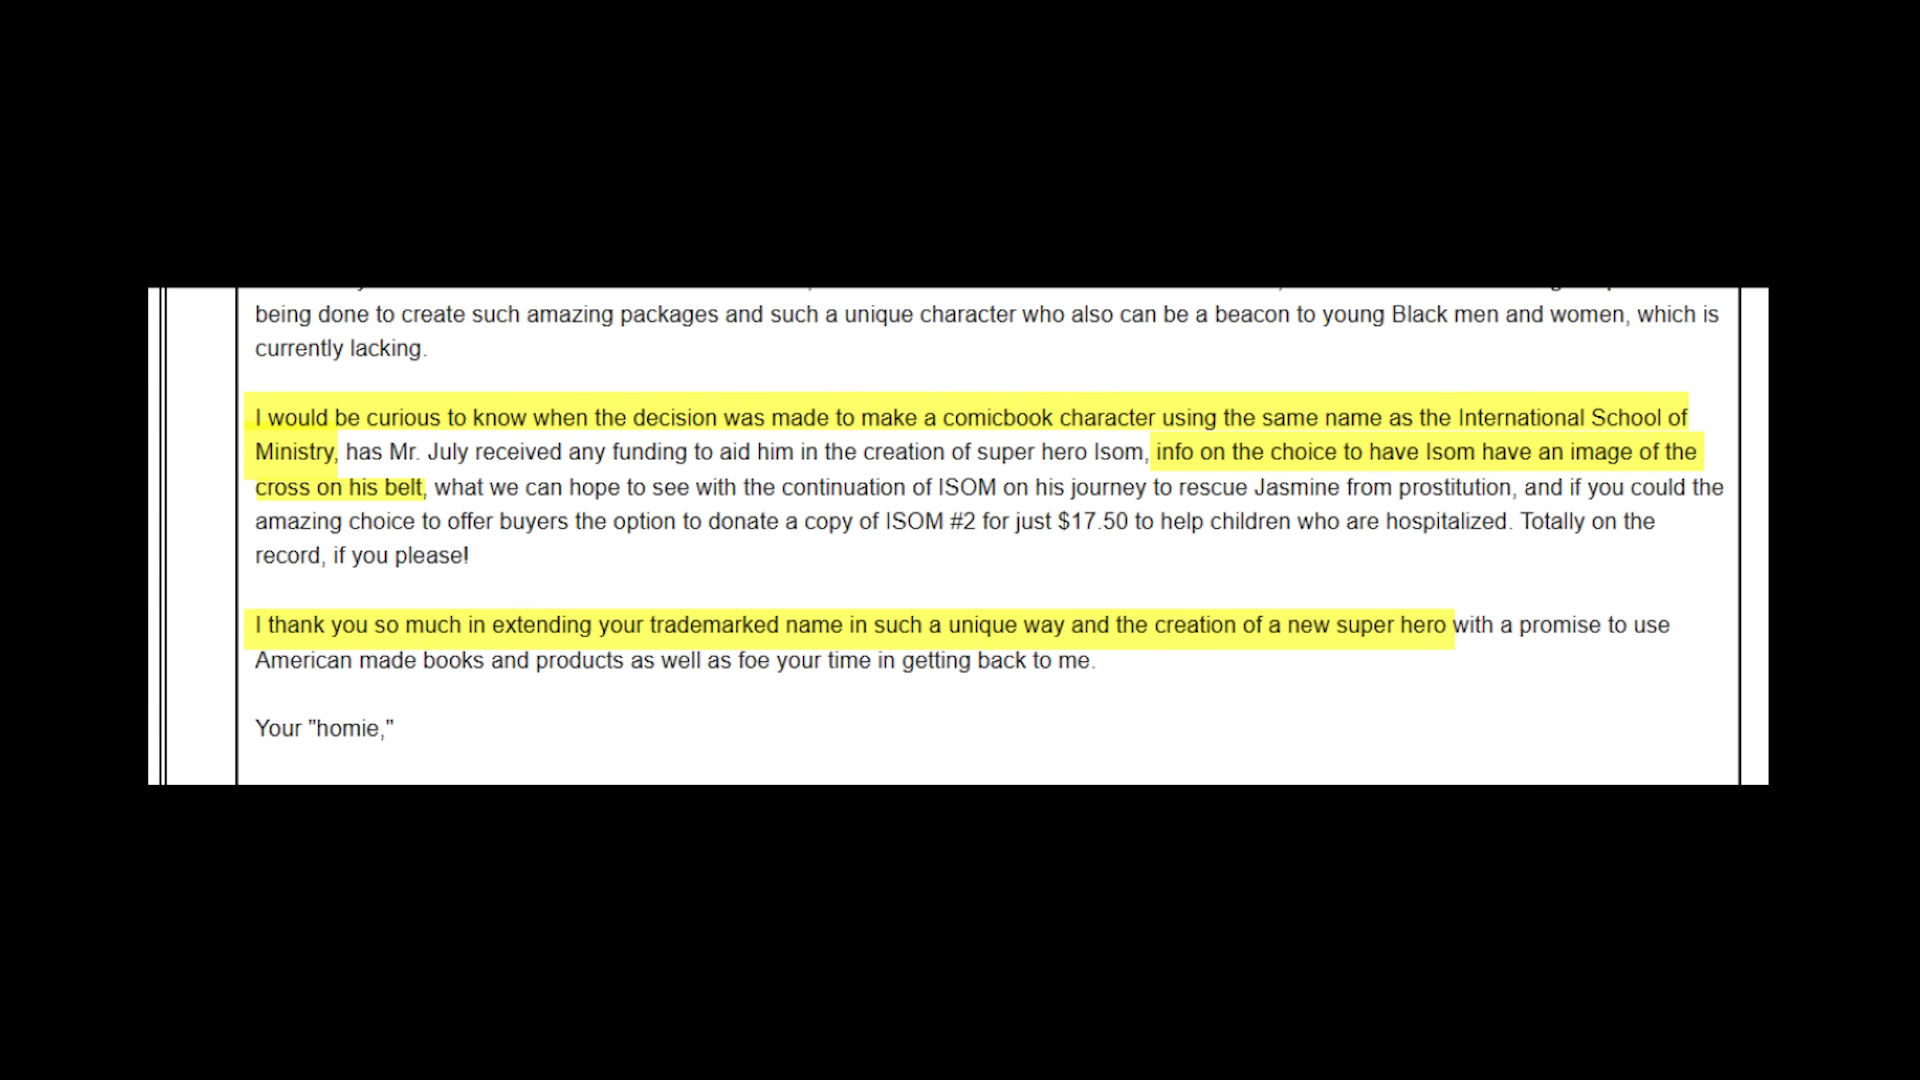 being done to create such amazing packages and such a unique character who also can be a beacon to young Black men and women, which is
currently lacking.
I would be curious to know when the decision was made to make a comicbook character using the same name as the International School of
Ministry, has Mr. July received any funding to aid him in the creation of super hero Isom, info on the choice to have Isom have an image of the
cross on his belt, what we can hope to see with the continuation of ISOM on his journey to rescue Jasmine from prostitution, and if you could the
amazing choice to offer buyers the option to donate a copy of ISOM #2 for just $17.50 to help children who are hospitalized. Totally on the
record, if you please!
I thank you so much in extending your trademarked name in such a unique way and the creation of a new super hero with a promise to use
American made books and products as well as foe your time in getting back to me.
Your "homie,"